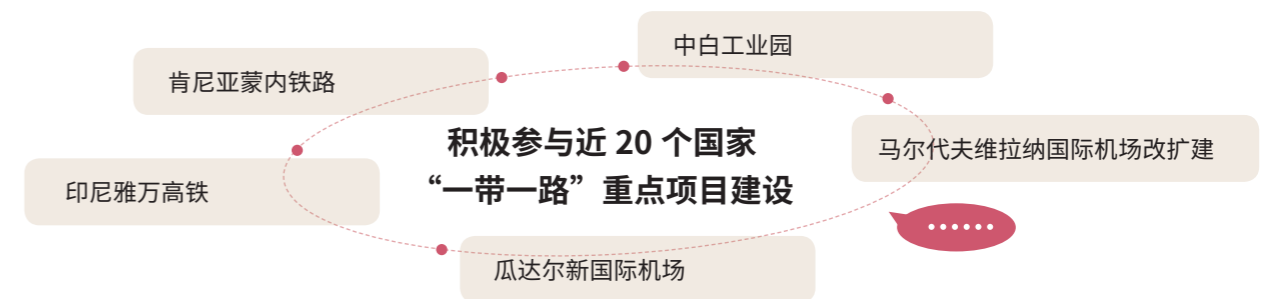 中白工业园
肯尼亚蒙内铁路
积极参与近 20 个国家
“一带一路”重点项目建设
马尔代夫维拉纳国际机场改扩建
印尼雅万高铁
瓜达尔新国际机场
······